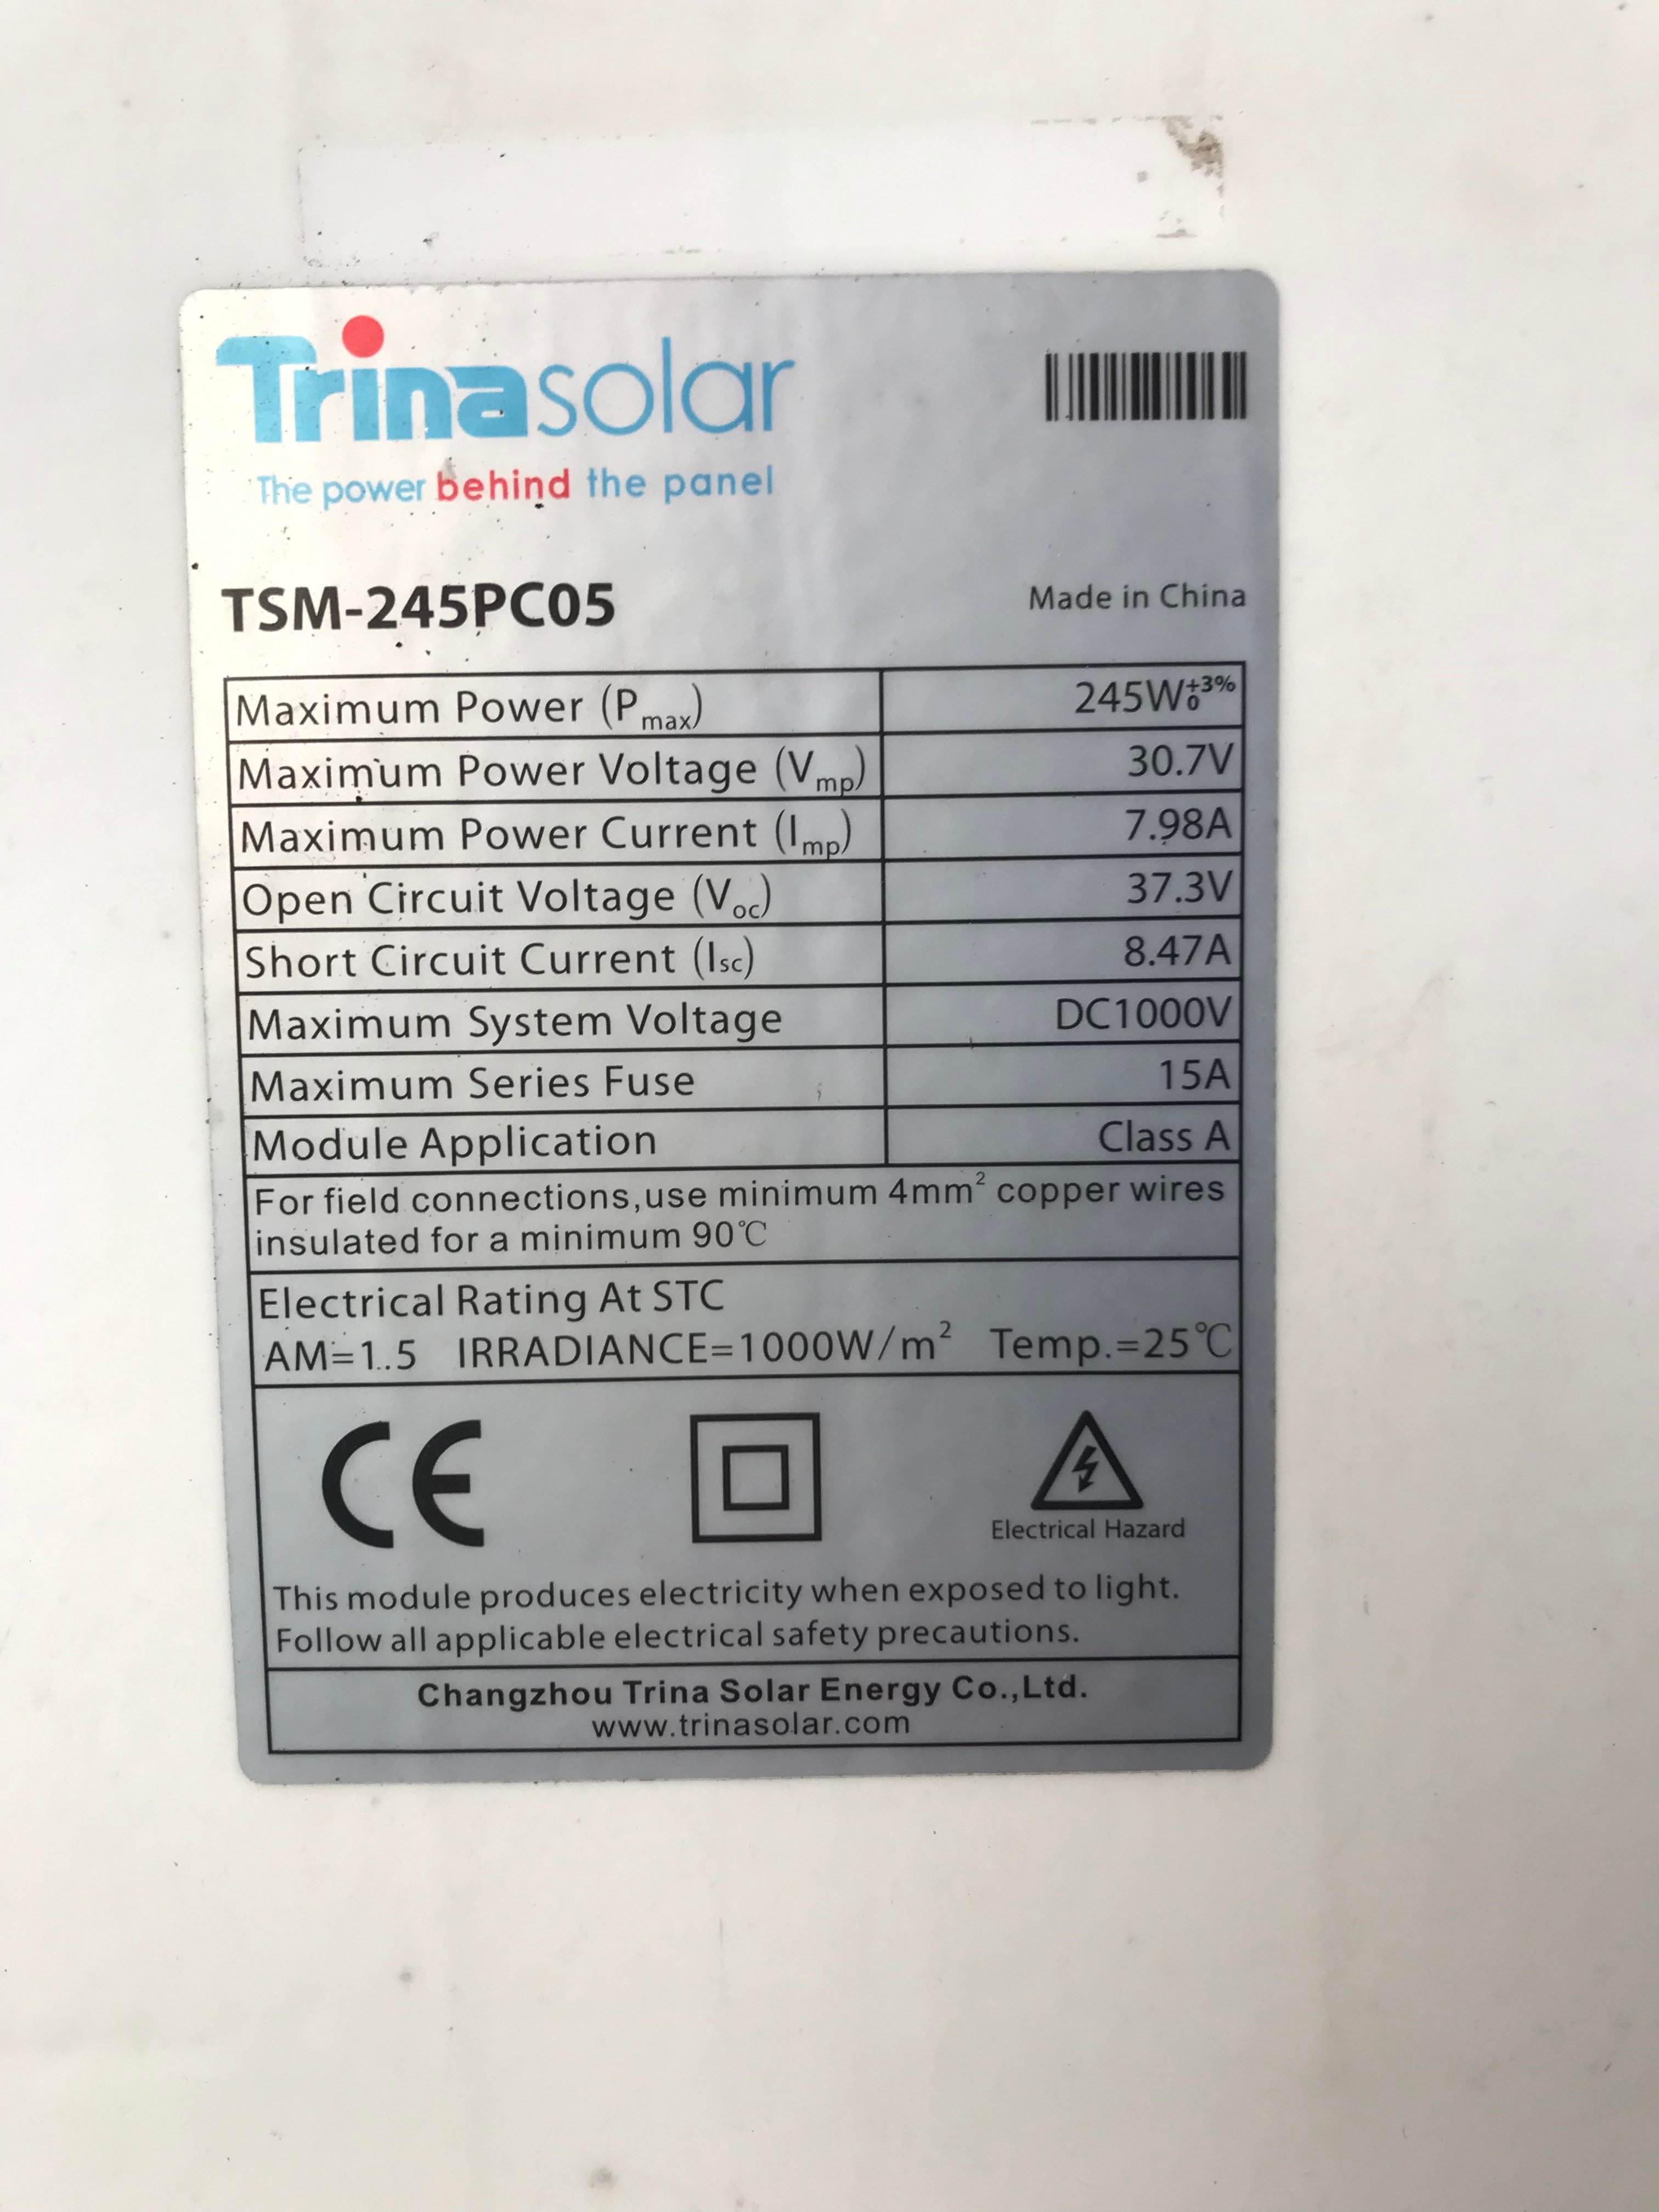 Trinasolar
The power behind the panel
TSM-245PC05
Made in China
Maximum Power (Pmax) 245W+3% 0
Maximum Power Voltage (Vmp) 30.7V
Maximum Power Current (Imp) 7.98A
Open Circuit Voltage (Voc) 37.3V
Short Circuit Current (Isc) 8.47A
Maximum System Voltage DC1000V
Maximum Series Fuse 15A
Module Application Class A
For field connections,use minimum 4mm² copper wires
insulated for a minimum 90℃
Electrical Rating At STC
AM=1.5 IRRADIANCE=1000W/m² Temp.=25℃
CE
Electrical Hazard
This module produces electricity when exposed to light.
Follow all applicable electrical safety precautions.
Changzhou Trina Solar Energy Co.,Ltd.
www.trinasolar.com